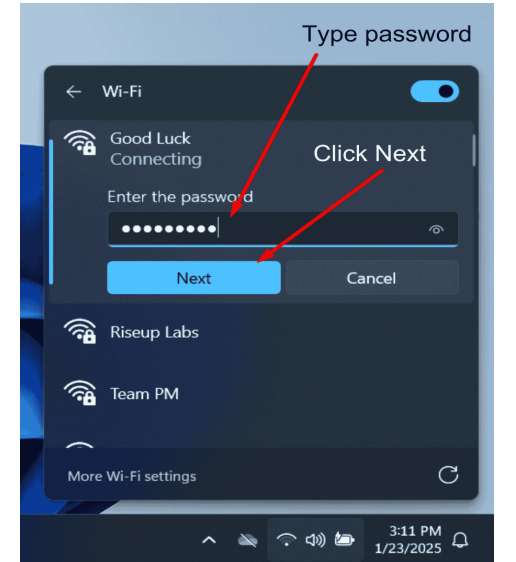 Type password
Wi-Fi
Good Luck
Connecting
Click Next
Enter the password
Next
Cancel
Riseup Labs
Team PM
More Wi-Fi settings
3:11 PM
1/23/2025